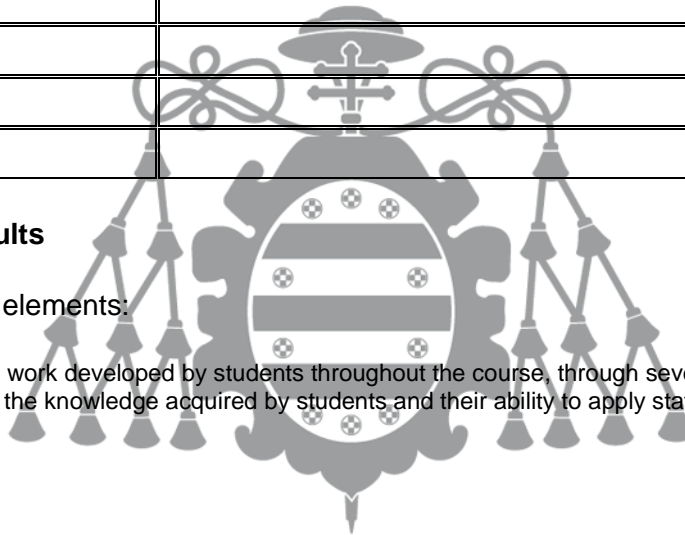 ults
elements:
work developed by students throughout the course, through seve
the knowledge acquired by students and their ability to apply sta